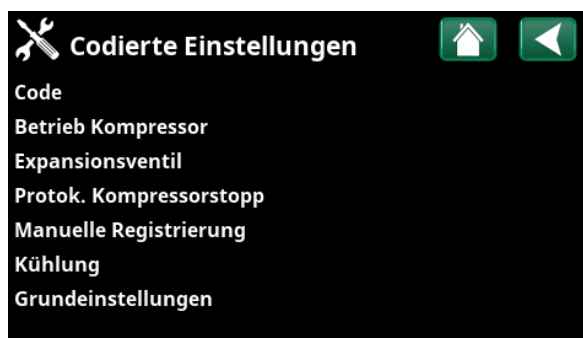 Codierte Einstellungen
Code
Betrieb Kompressor
Expansionsventil
Protok. Kompressorstopp
Manuelle Registrierung
Kühlung
Grundeinstellungen